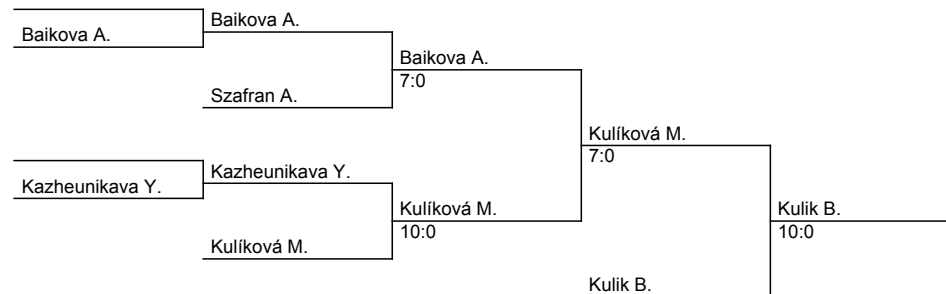 Baikova A.
Baikova A.
Szafran A.
Baikova A.
7:0
Kazheunikava Y.
Kazheunikava Y.
Kulíková M.
Kulíková M.
10:0
Kulíková M.
7:0
Kulik B.
Kulik B.
10:0